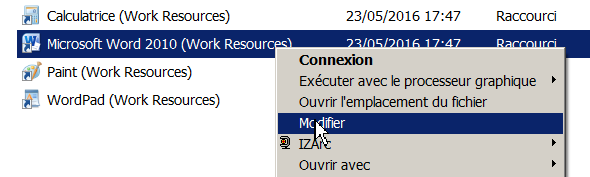 Calculatrice (Work Resources) 23/05/2016 17:47 Raccourci
Microsoft Word 2010 (Work Resources) 23/05/2016 17:47 Raccourci
Connexion
Paint (Work Resources)
Exécuter avec le processeur graphique
WordPad (Work Resources)
Ouvrir l'emplacement du fichier
Modifier
IZArc
Ouvrir avec